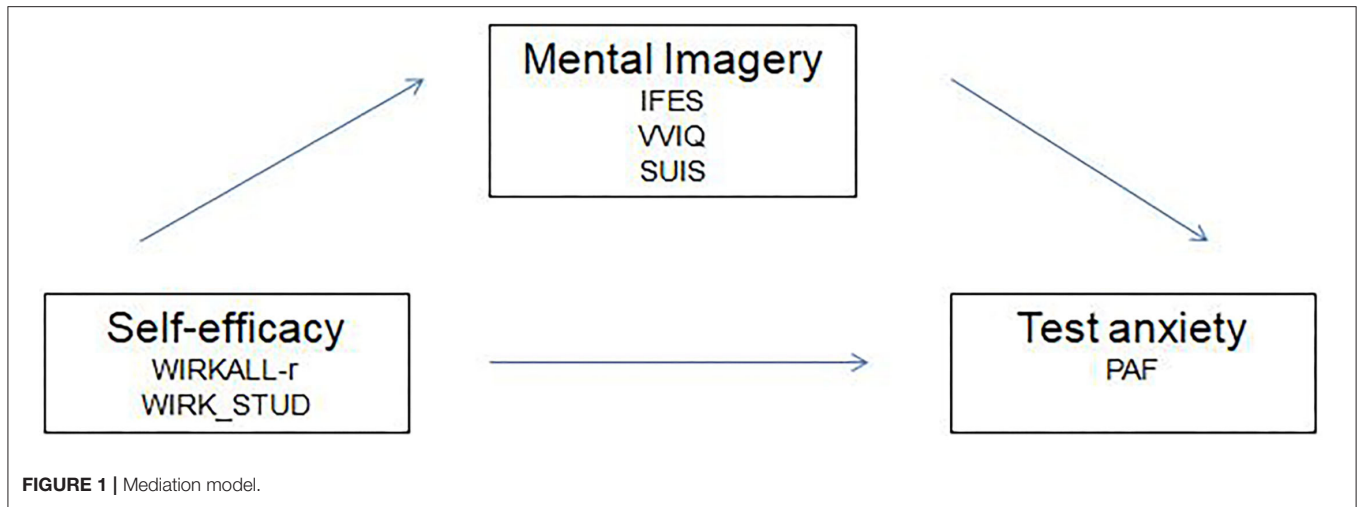 Mental Imagery
IFES
VVIQ
SUIS
Self-efficacy
WIRKALL-r
WIRK_STUD
Test anxiety
PAF
FIGURE 1 | Mediation model.